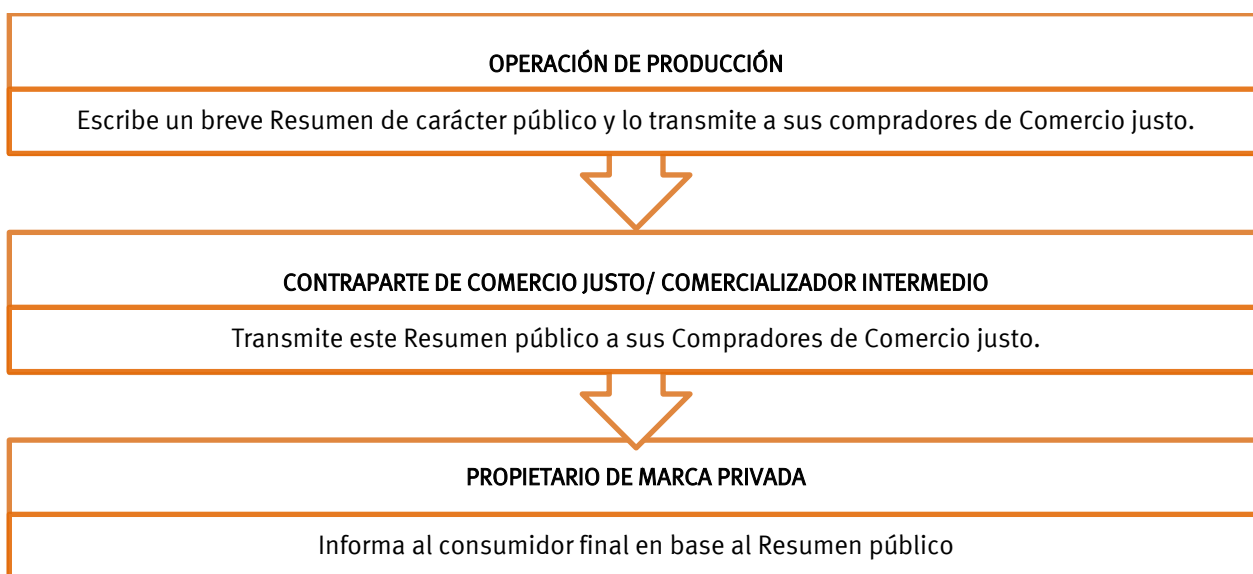 OPERACIÓN DE PRODUCCIÓN
Escribe un breve Resumen de carácter público y lo transmite a sus compradores de Comercio justo.
CONTRAPARTE DE COMERCIO JUSTO/ COMERCIALIZADOR INTERMEDIO
Transmite este Resumen público a sus Compradores de Comercio justo.
PROPIETARIO DE MARCA PRIVADA
Informa al consumidor final en base al Resumen público